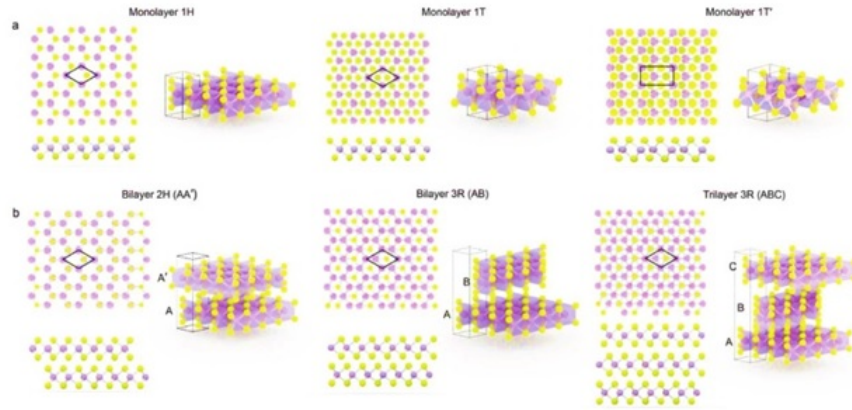 Monolayer 1H
Monolayer 1T
Monolayer 1T'
a
Bilayer 2H (AA')
Bilayer 3R (AB)
Trilayer 3R (ABC)
b
A'
A
B
A
C
B
A